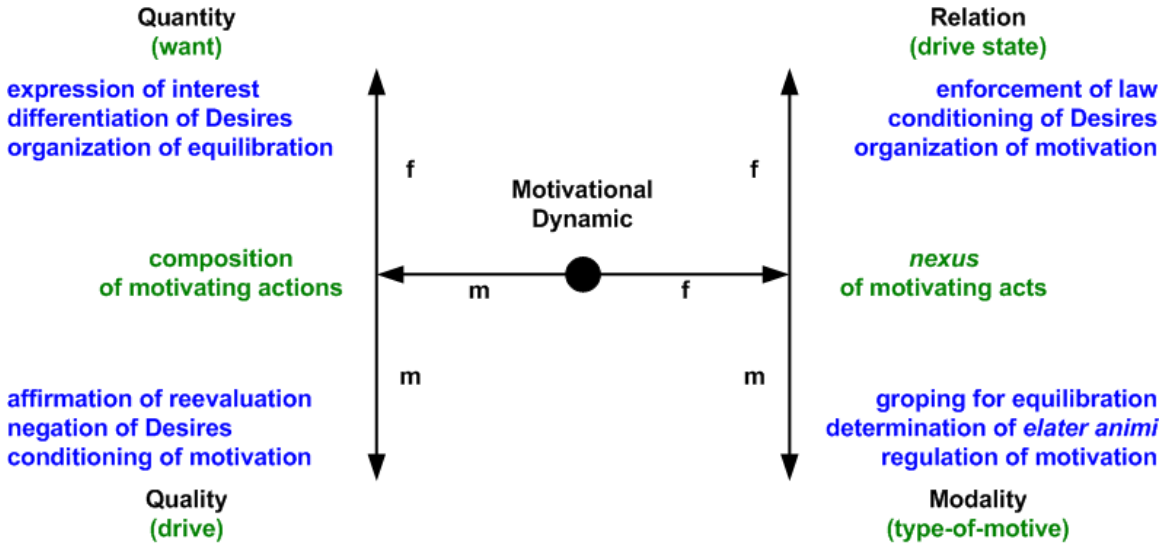 Quantity
(want)
expression of interest
differentiation of Desires
organization of equilibration
Relation
(drive state)
enforcement of law
conditioning of Desires
organization of motivation
f
f
Motivational
Dynamic
composition
of motivating actions
m
f
nexus
of motivating acts
m
m
affirmation of reevaluation
negation of Desires
conditioning of motivation
Quality
(drive)
groping for equilibration
determination of elater animi
regulation of motivation
Modality
(type-of-motive)